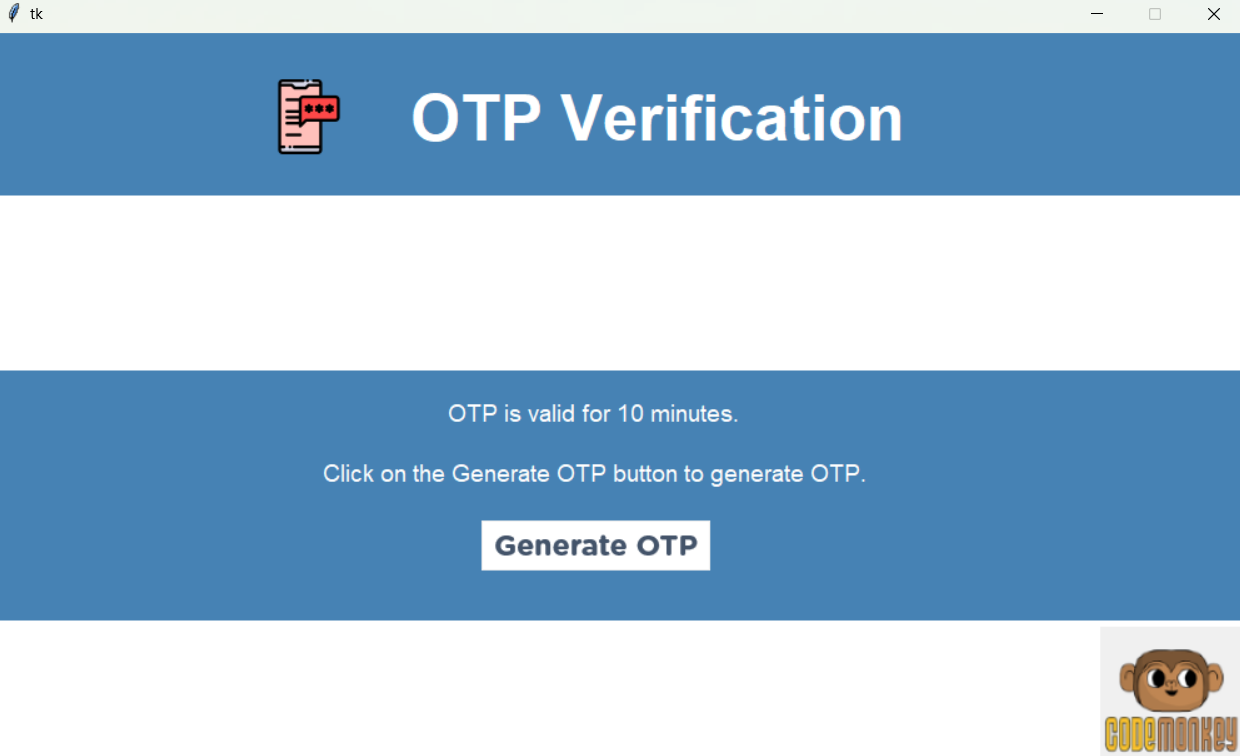 tk
***
OTP Verification
OTP is valid for 10 minutes.
Click on the Generate OTP button to generate OTP.
Generate OTP
CODEMONKEY